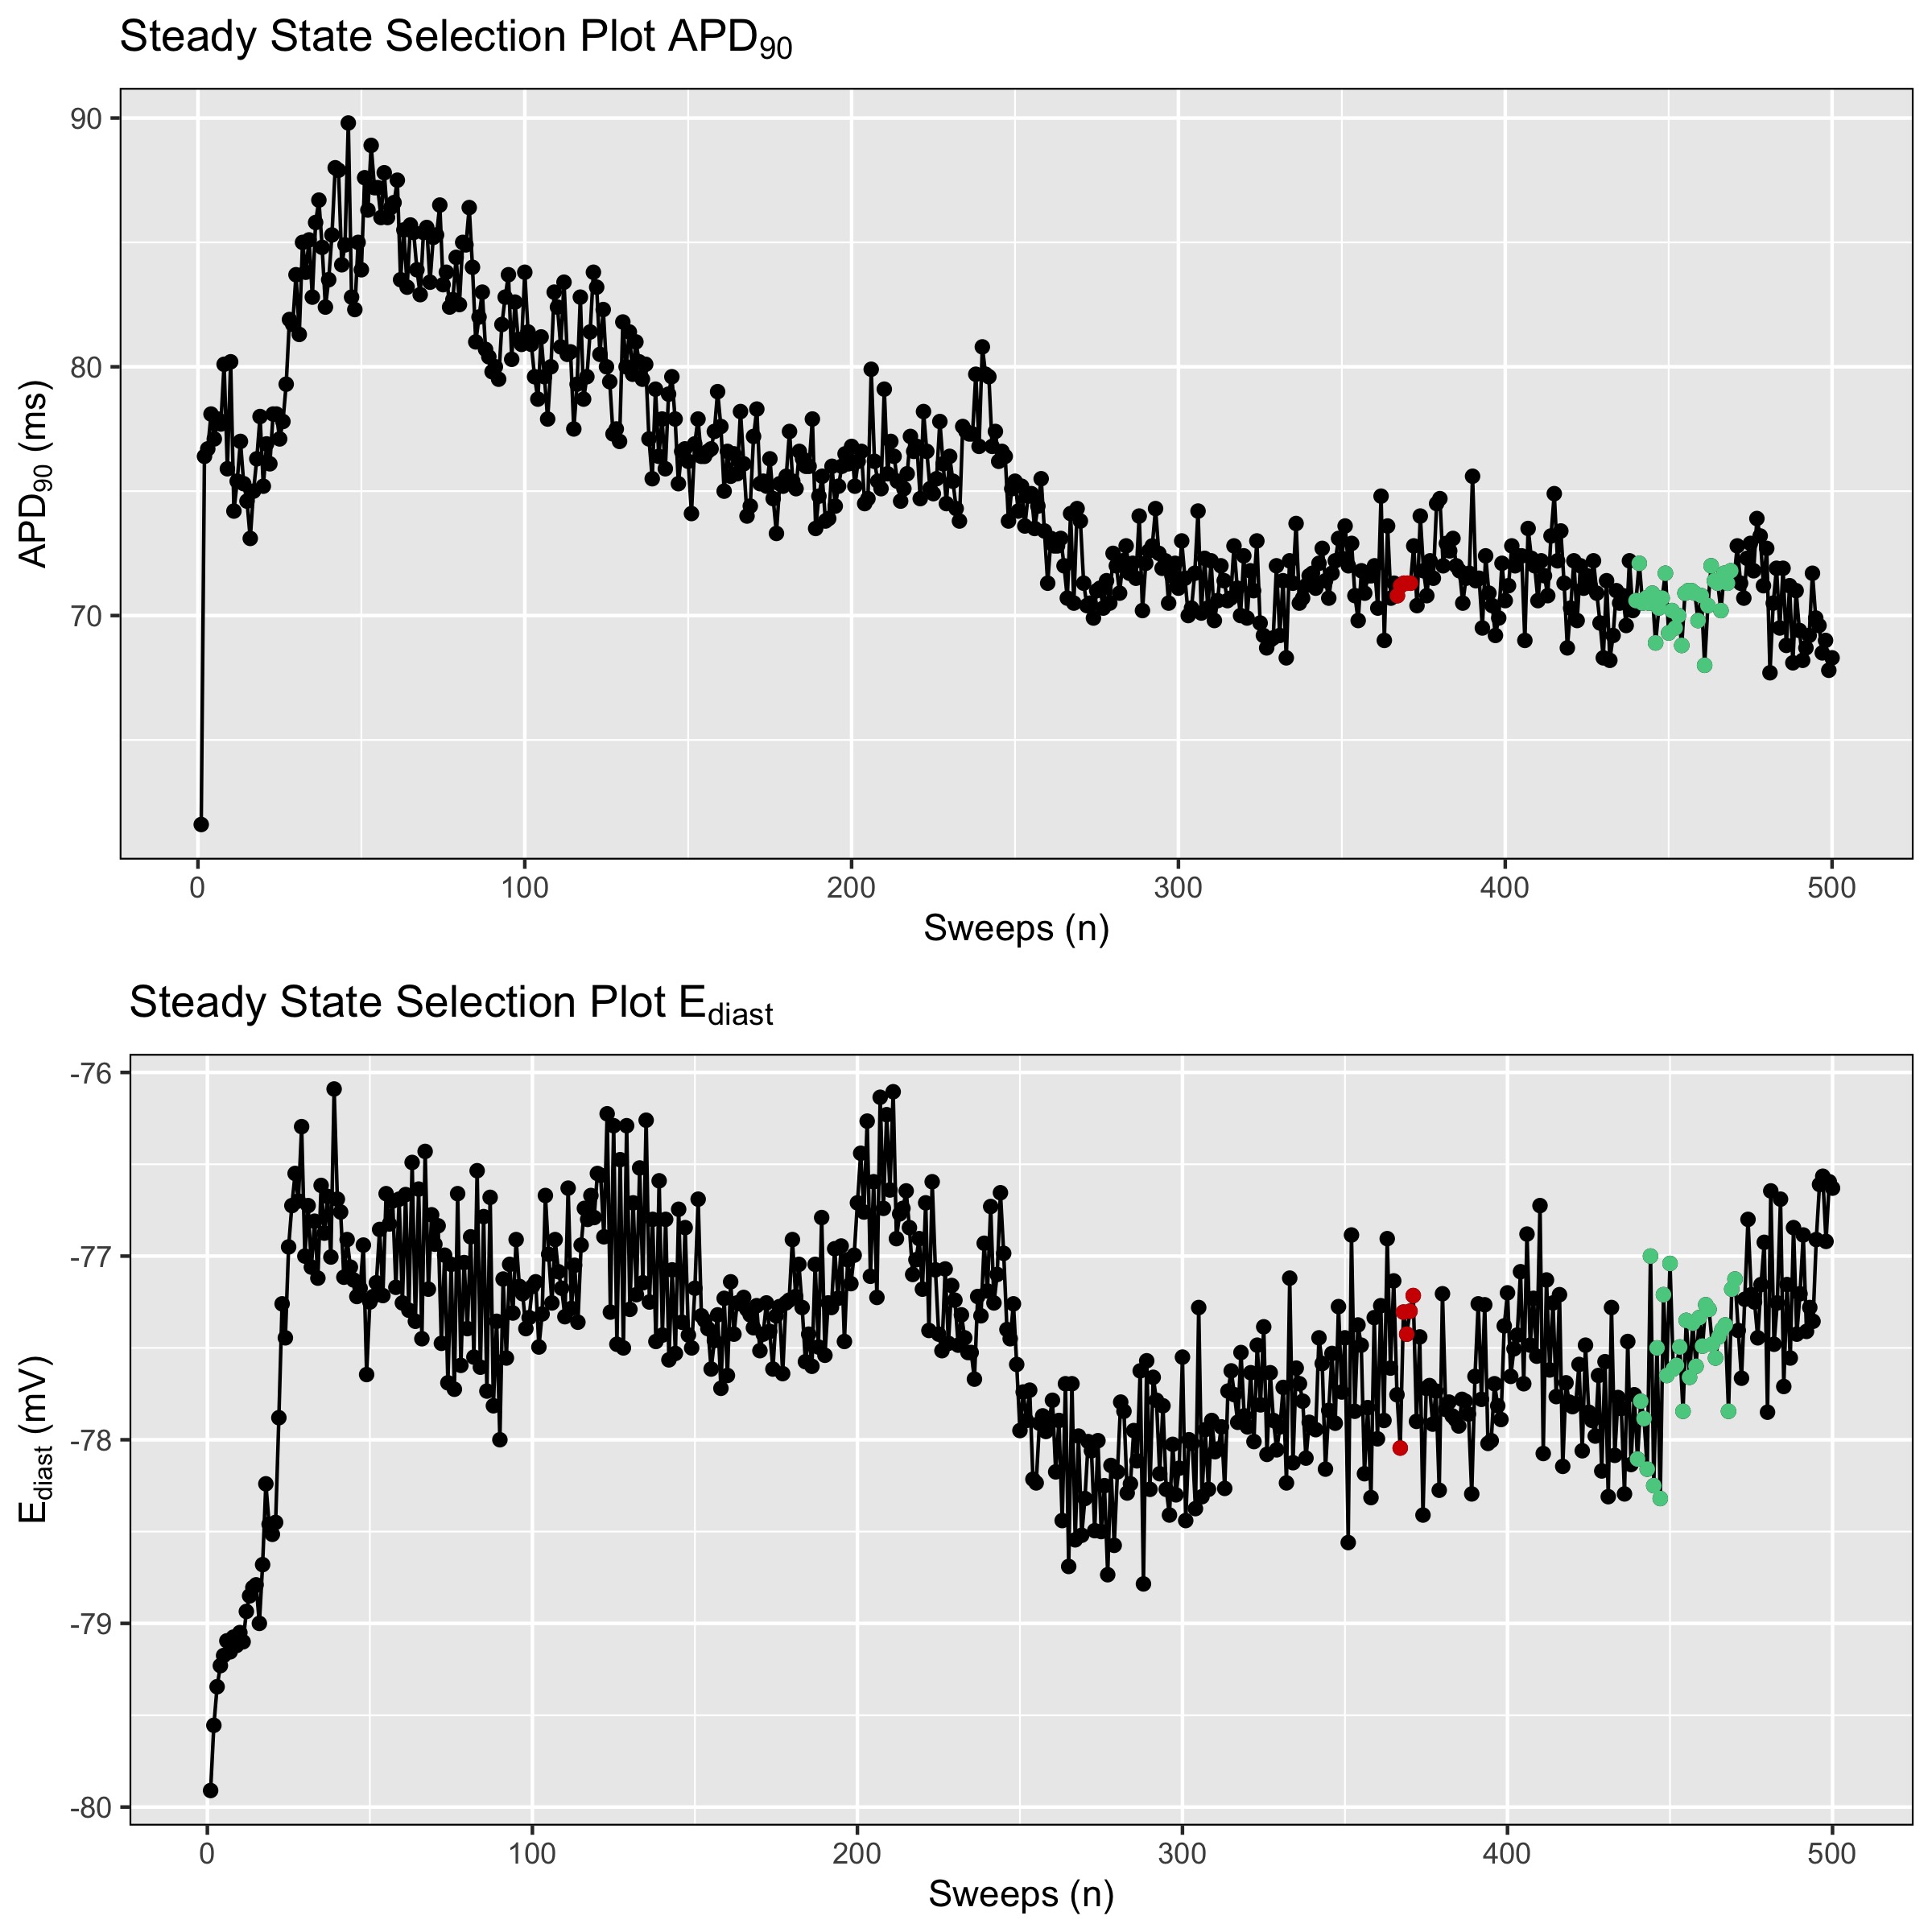 Steady State Selection Plot APD90
90
80
70
APD90 (ms)
0 100 200 300 400 500
Sweeps (n)
Steady State Selection Plot Ediast
-76
-77
-78
-79
-80
Ediast (mV)
0 100 200 300 400 500
Sweeps (n)